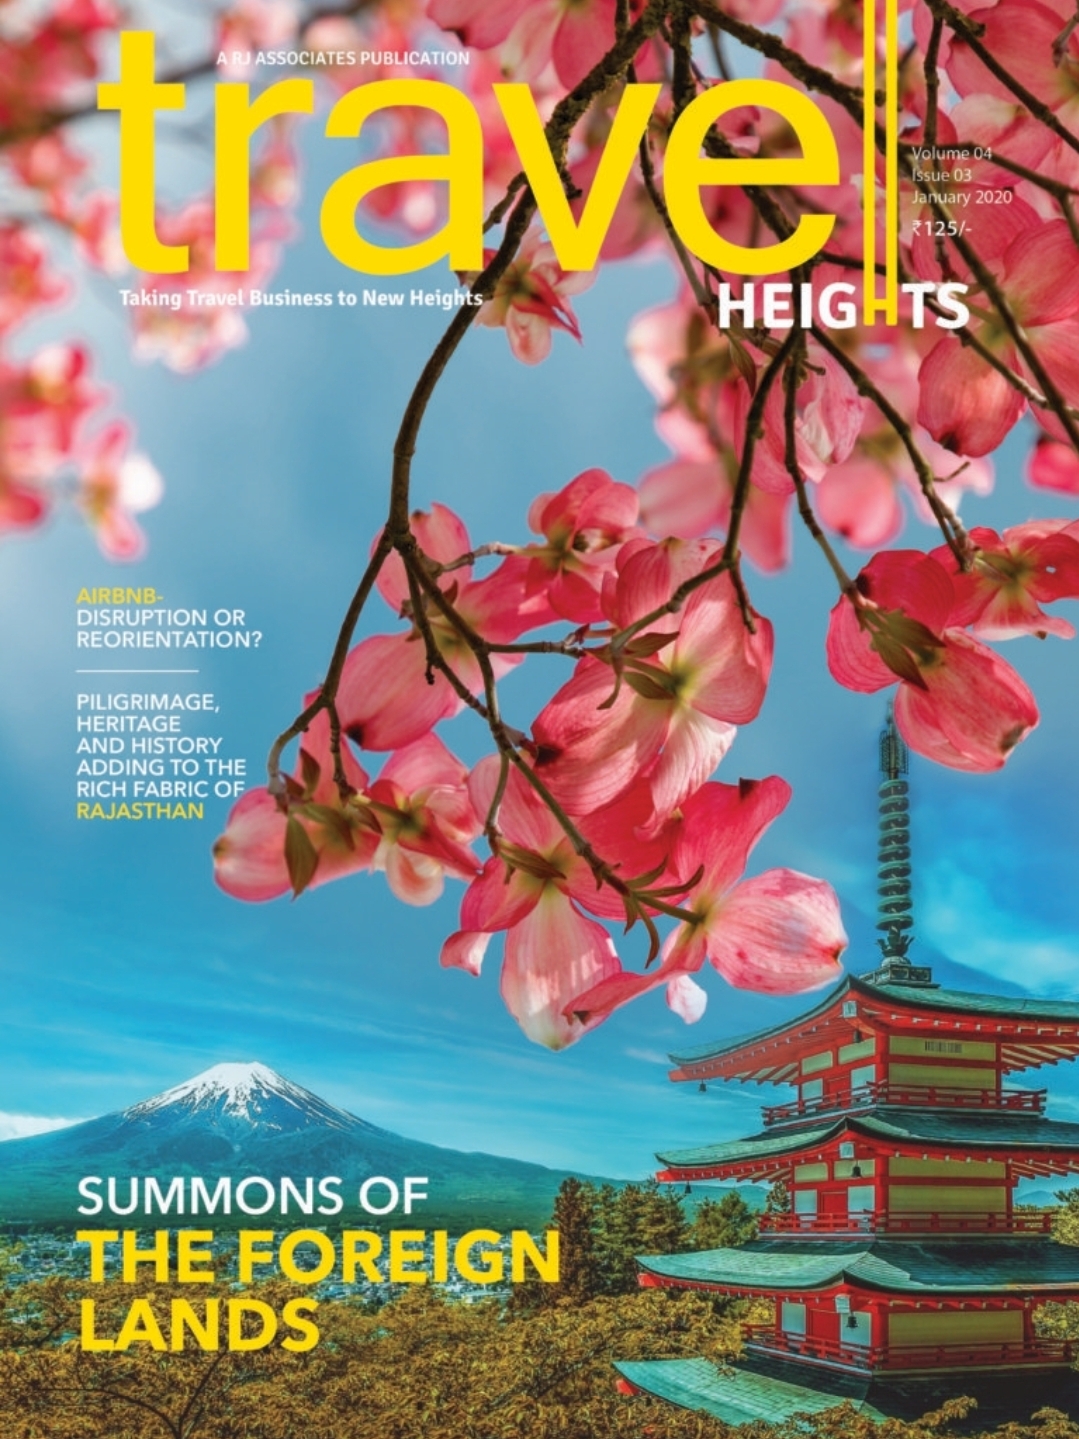 A RJ ASSOCIATES PUBLICATION
travel
HEIGHTS
Volume 04
Issue 03
January 2020
₹125/-
Taking Travel Business to New Heights
AIRBNB-
DISRUPTION OR
REORIENTATION?
PILIGRIMAGE,
HERITAGE
AND HISTORY
ADDING TO THE
RICH FABRIC OF
RAJASTHAN
SUMMONS OF
THE FOREIGN
LANDS